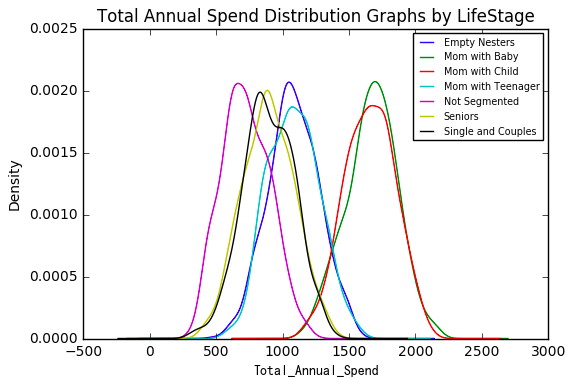 Total Annual Spend Distribution Graphs by LifeStage
0.0025
0.0020
0.0015
0.0010
0.0005
0.0000
Density
Empty Nesters
Mom with Baby
Mom with Child
Mom with Teenager
Not Segmented
Seniors
Single and Couples
−500 0 500 1000 1500 2000 2500 3000
Total_Annual_Spend